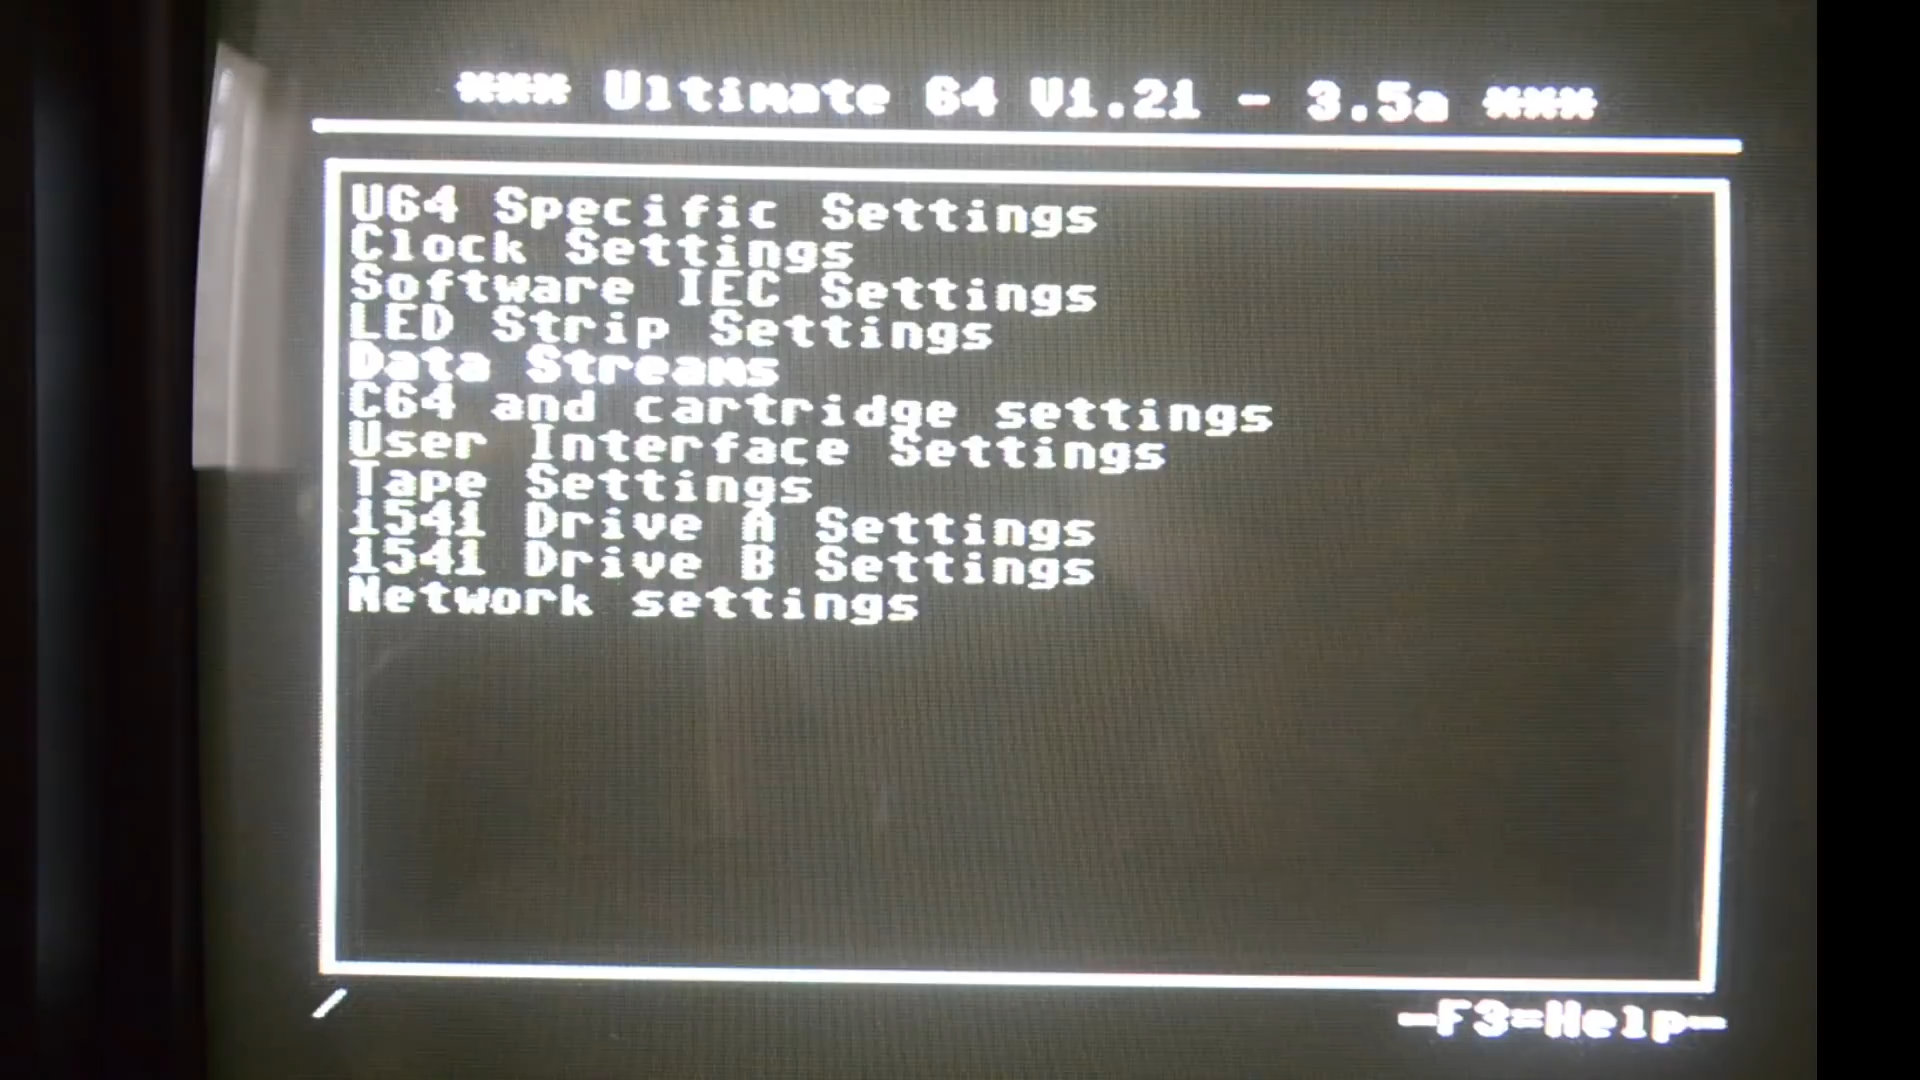 *** Ultimate 64 V1.21 - 3.5a ***
U64 Specific Settings
Clock Settings
Software IEC Settings
LED Strip Settings
Data Streams
C64 and cartridge settings
User Interface Settings
Tape Settings
1541 Drive A Settings
1541 Drive B Settings
Network settings
/
-F3=Help-